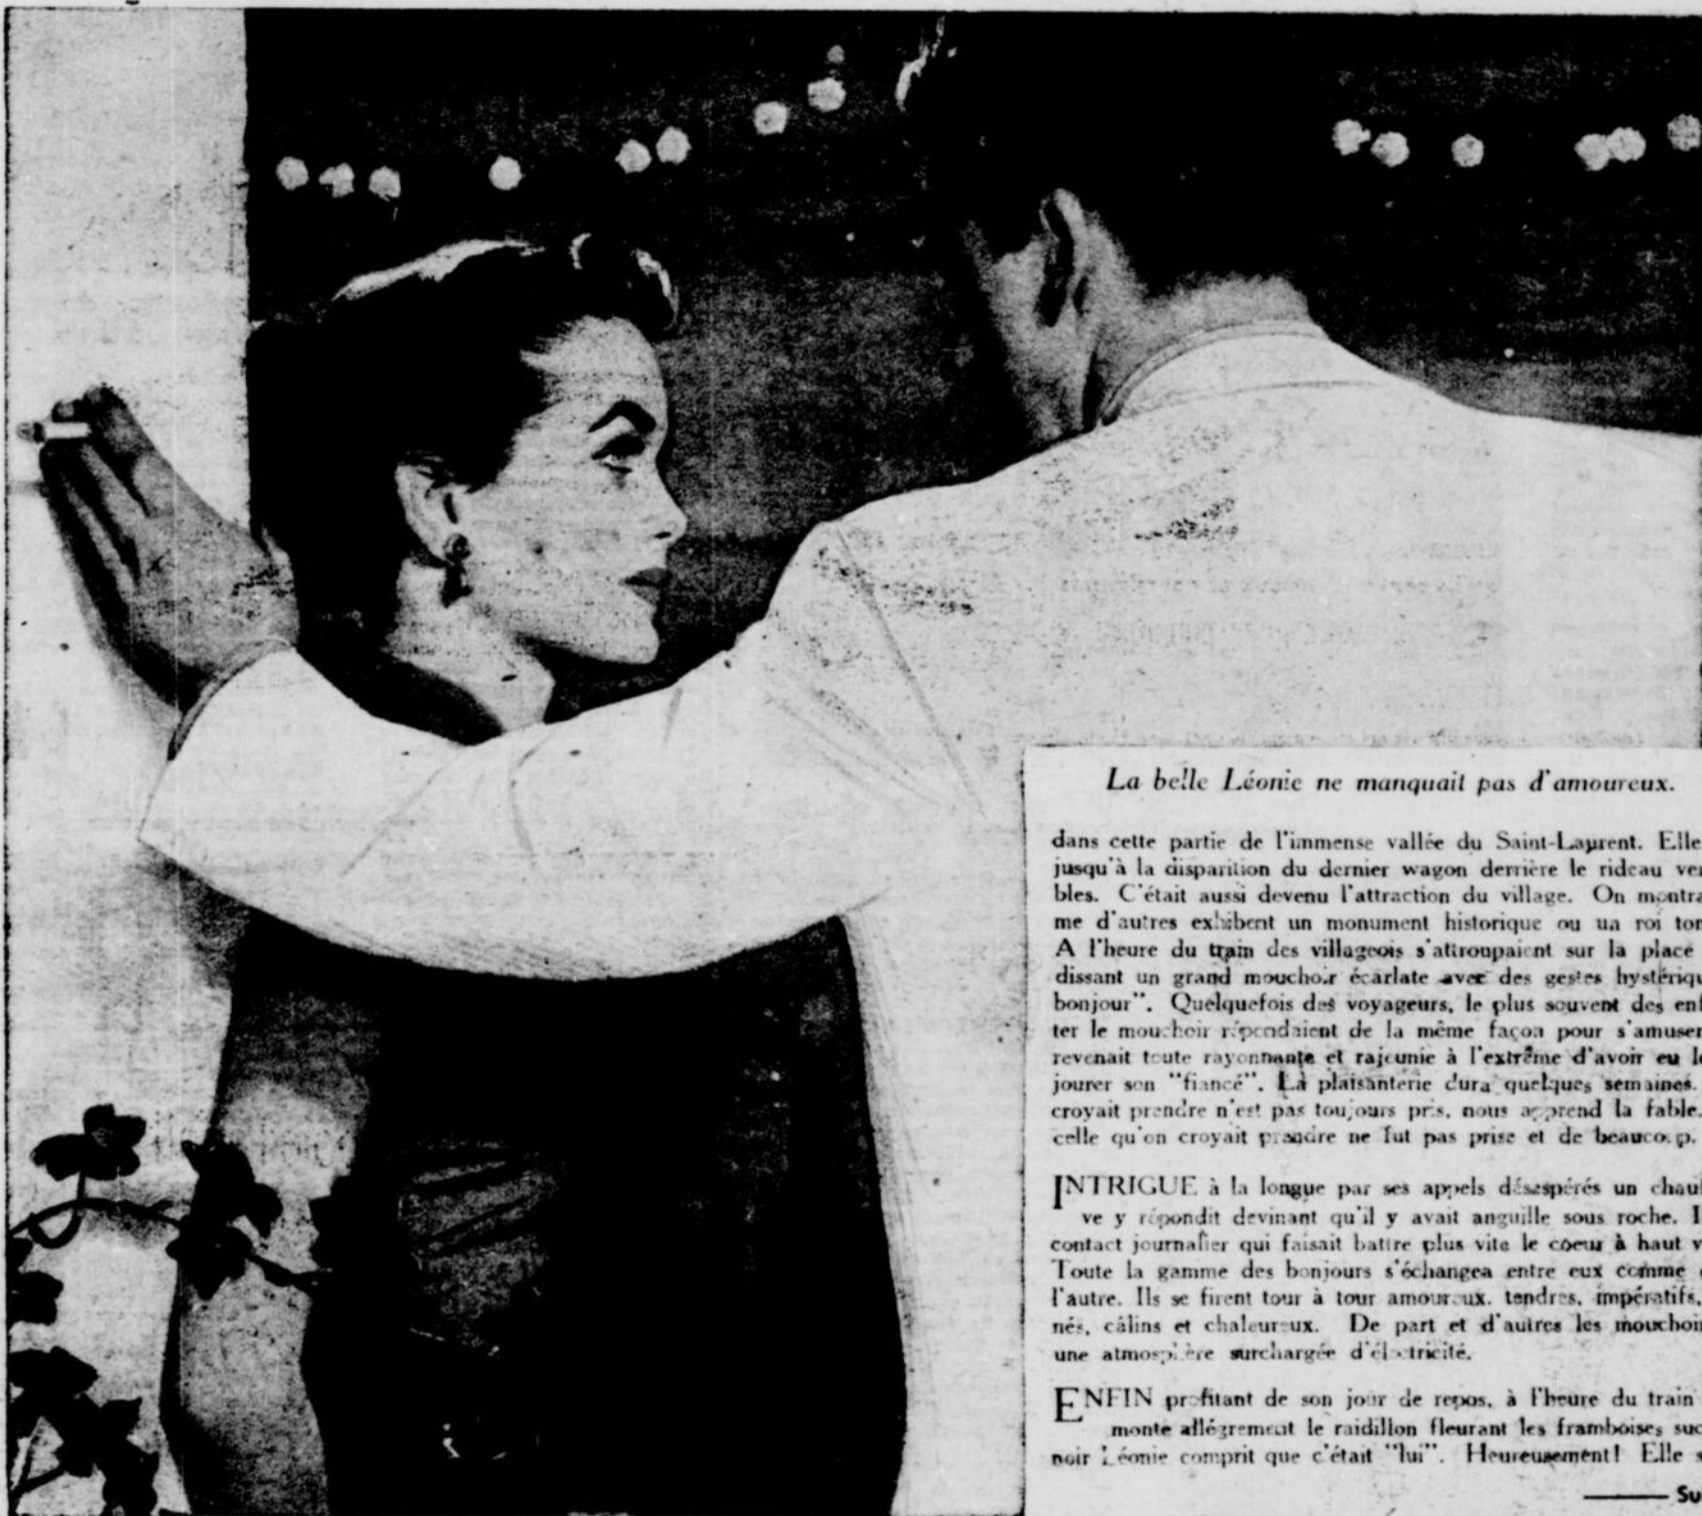 La belle Léonie ne manquait pas d'amoureux.
dans cette partie de l'immense vallée du Saint-Laurent. Elle
jusqu'à la disparition du dernier wagon derrière le rideau ver
bles. C'était aussi devenu l'attraction du village. On montra
me d'autres exhibent un monument historique ou un roi tom
A l'heure du train des villageois s'attroupaient sur la place
dissant un grand mouchoir écarlate avec des gestes hystériqu
bonjour". Quelquefois des voyageurs, le plus souvent des enf
ter le mouchoir répondaient de la même façon pour s'amuser
revenait toute rayonnante et rajeunie à l'extrême d'avoir eu le
jourer son "fiancé". La plaisanterie dura quelques semaines.
croyait prendre n'est pas toujours pris, nous apprend la fable.
celle qu'on croyait prendre ne fut pas prise et de beaucoup.
INTRIGUE à la longue par ses appels désespérés un chauf
ve y répondit devinant qu'il y avait anguille sous roche. I
contact journalier qui faisait battre plus vite le coeur à haut v
Toute la gamme des bonjours s'échangea entre eux comme
l'autre. Ils se firent tour à tour amoureux, tendres, impératifs,
nés, câlins et chaleureux. De part et d'autres les mouchoir
une atmosphère surchargée d'électricité.
ENFIN profitant de son jour de repos, à l'heure du train
monte allégrement le raidillon fleurant les framboises suc
noir Léonie comprit que c'était "lui". Heureusement! Elle s
Su